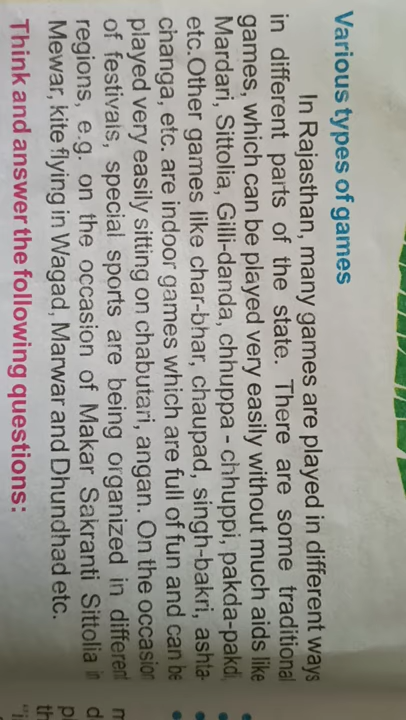 Various types of games
In Rajasthan, many games are played in different ways
in different parts of the state. There are some traditional
games, which can be played very easily without much aids like
Mardari, Sittolia, Gilli-danda, chhuppa - chhuppi, pakda-pakdi,
etc.Other games like char-bhar, chaupad, singh-bakri, ashta-
changa, etc. are indoor games which are full of fun and can be
played very easily sitting on chabutari, angan. On the occasion
of festivals, special sports are being organized in different
regions, e.g. on the occasion of Makar Sakranti Sittolia in
Mewar, kite flying in Wagad, Marwar and Dhundhad etc.
Think and answer the following questions: